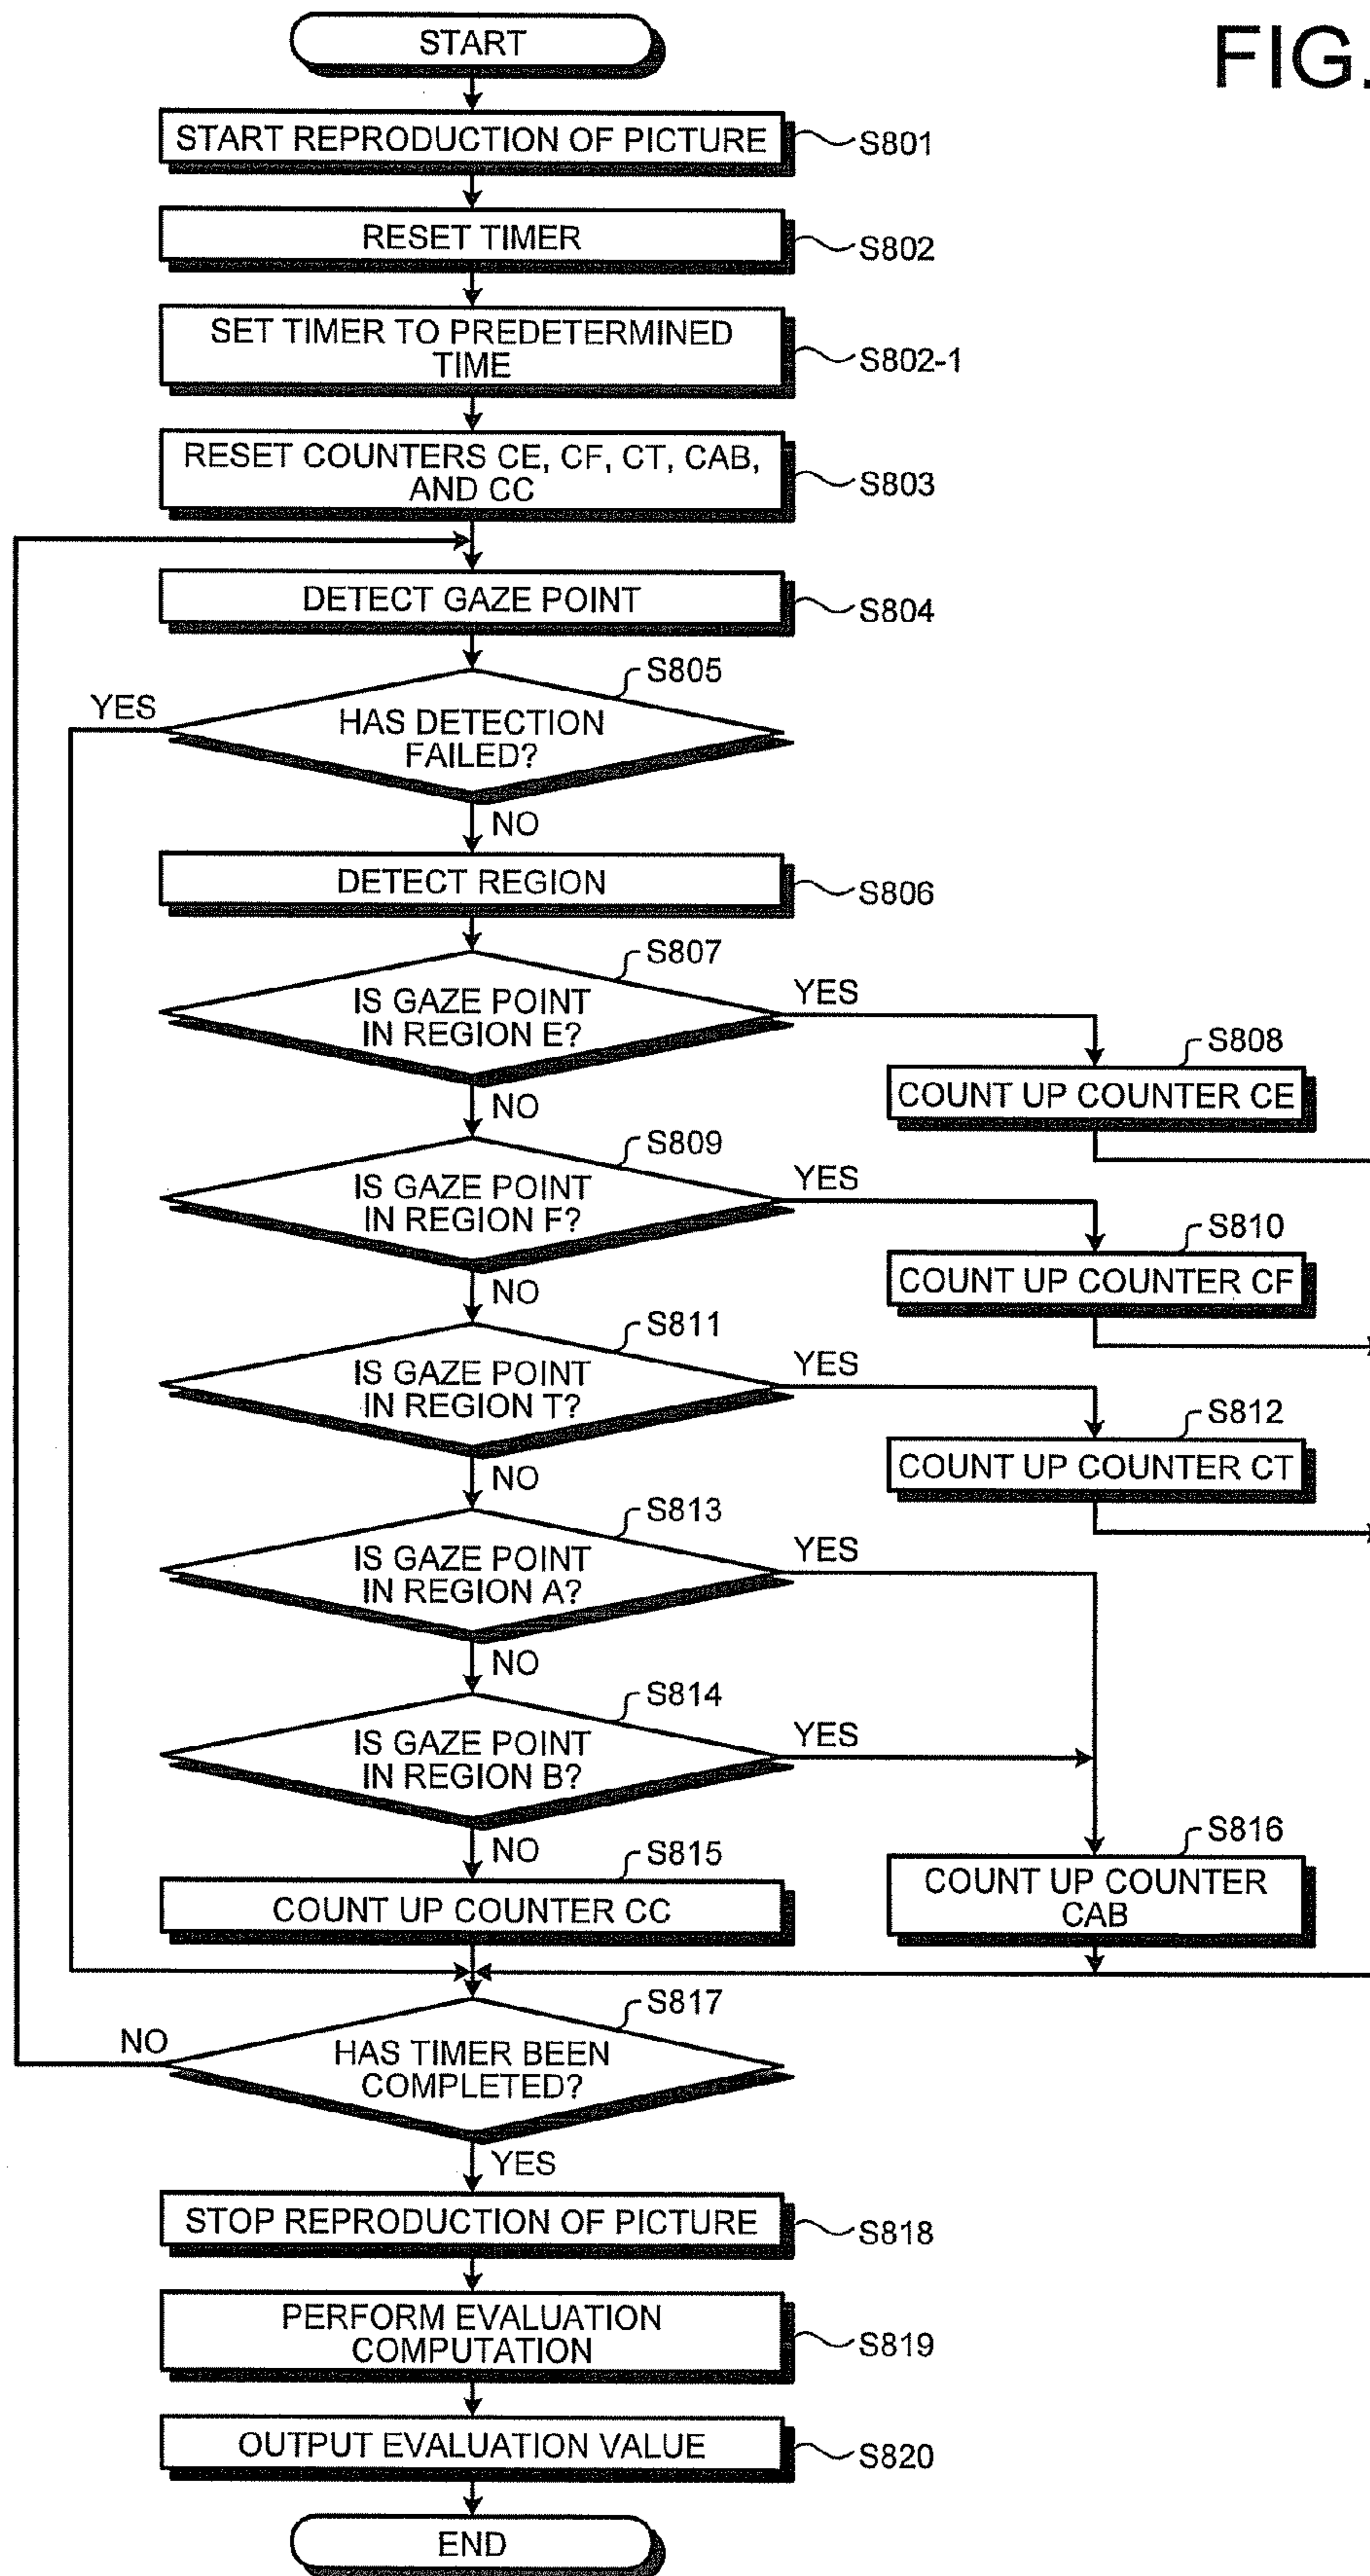 FIG.
START
START REPRODUCTION OF PICTURE
S801
RESET TIMER
S802
SET TIMER TO PREDETERMINED
TIME
S802-1
RESET COUNTERS CE, CF, CT, CAB,
AND CC
S803
DETECT GAZE POINT
S804
S805
YES
HAS DETECTION
FAILED?
NO
DETECT REGION
S806
S807
IS GAZE POINT
IN REGION E?
YES
S808
COUNT UP COUNTER CE
NO
S809
IS GAZE POINT
IN REGION F?
YES
S810
COUNT UP COUNTER CF
NO
S811
IS GAZE POINT
IN REGION T?
YES
S812
COUNT UP COUNTER CT
NO
S813
IS GAZE POINT
IN REGION A?
YES
NO
S814
IS GAZE POINT
IN REGION B?
YES
NO
S815
COUNT UP COUNTER CC
S816
COUNT UP COUNTER
CAB
S817
NO
HAS TIMER BEEN
COMPLETED?
YES
STOP REPRODUCTION OF PICTURE
S818
PERFORM EVALUATION
COMPUTATION
S819
OUTPUT EVALUATION VALUE
S820
END